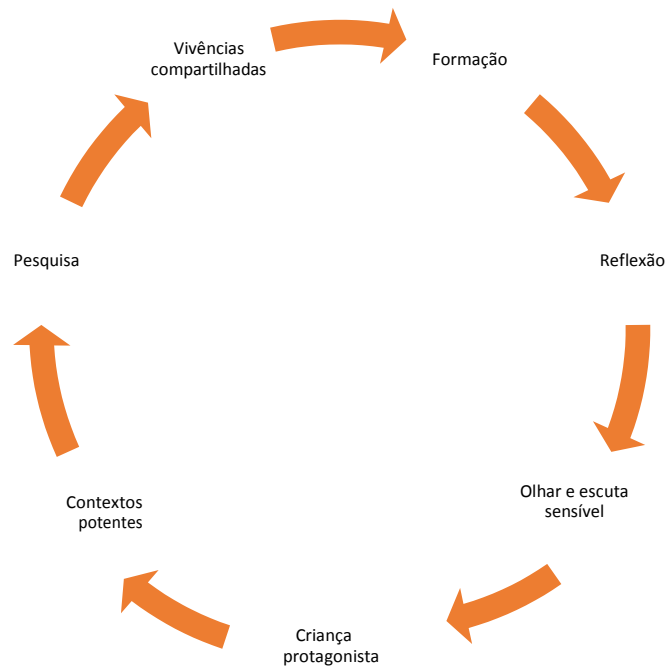 Vivências
compartilhadas
Formação
Reflexão
Olhar e escuta
sensível
Criança
protagonista
Contextos
potentes
Pesquisa